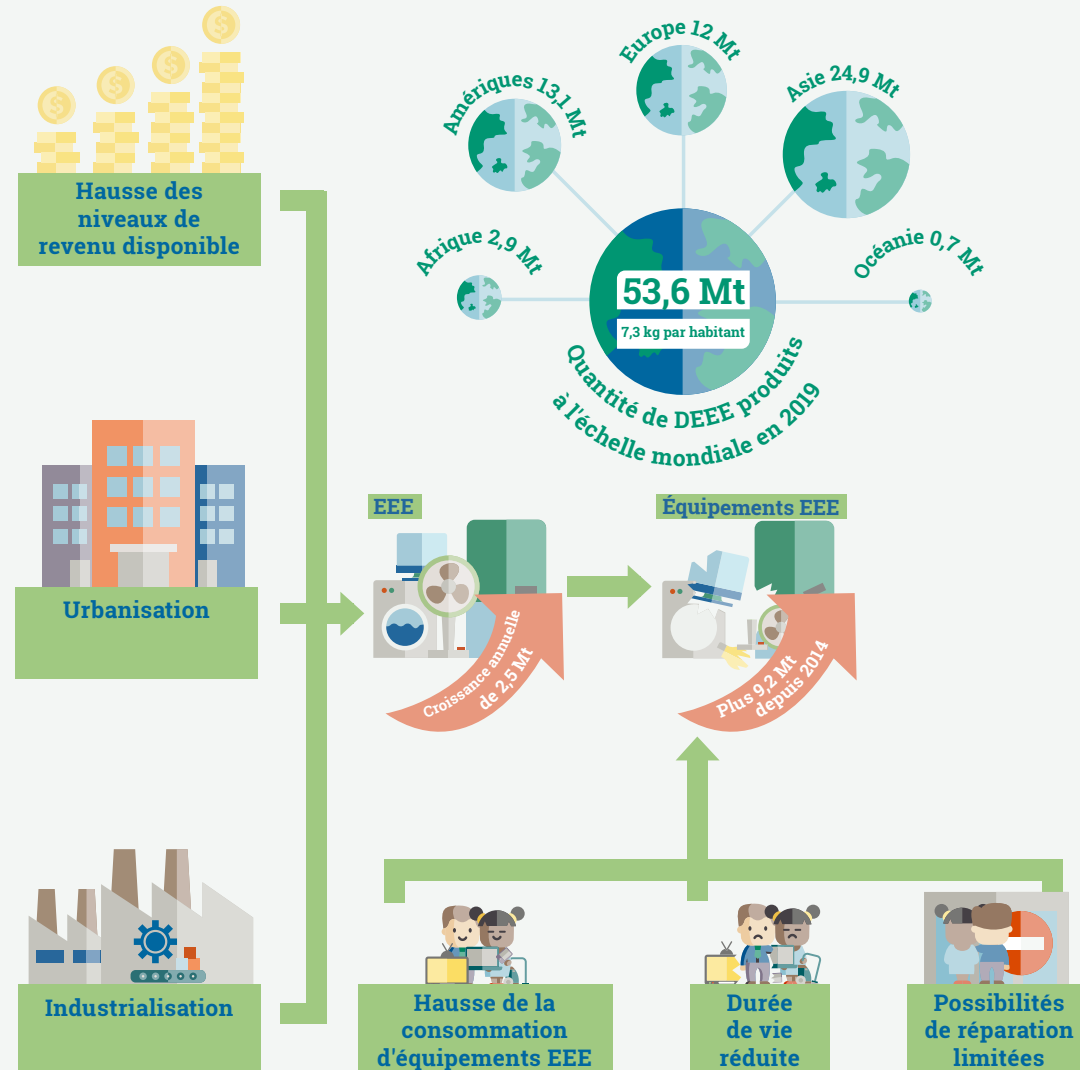 Hausse des
niveaux de
revenu disponible
Urbanisation
Industrialisation
Amériques 13,1 Mt
Europe 12 Mt
Asie 24,9 Mt
Afrique 2,9 Mt
Océanie 0,7 Mt
53,6 Mt
7,3 kg par habitant
Quantité de DEEE produits
à l'échelle mondiale en 2019
EEE
Croissance annuelle
de 2,5 Mt
Équipements EEE
Plus 9,2 Mt
depuis 2014
Hausse de la
consommation
d'équipements EEE
Durée
de vie
réduite
Possibilités
de réparation
limitées